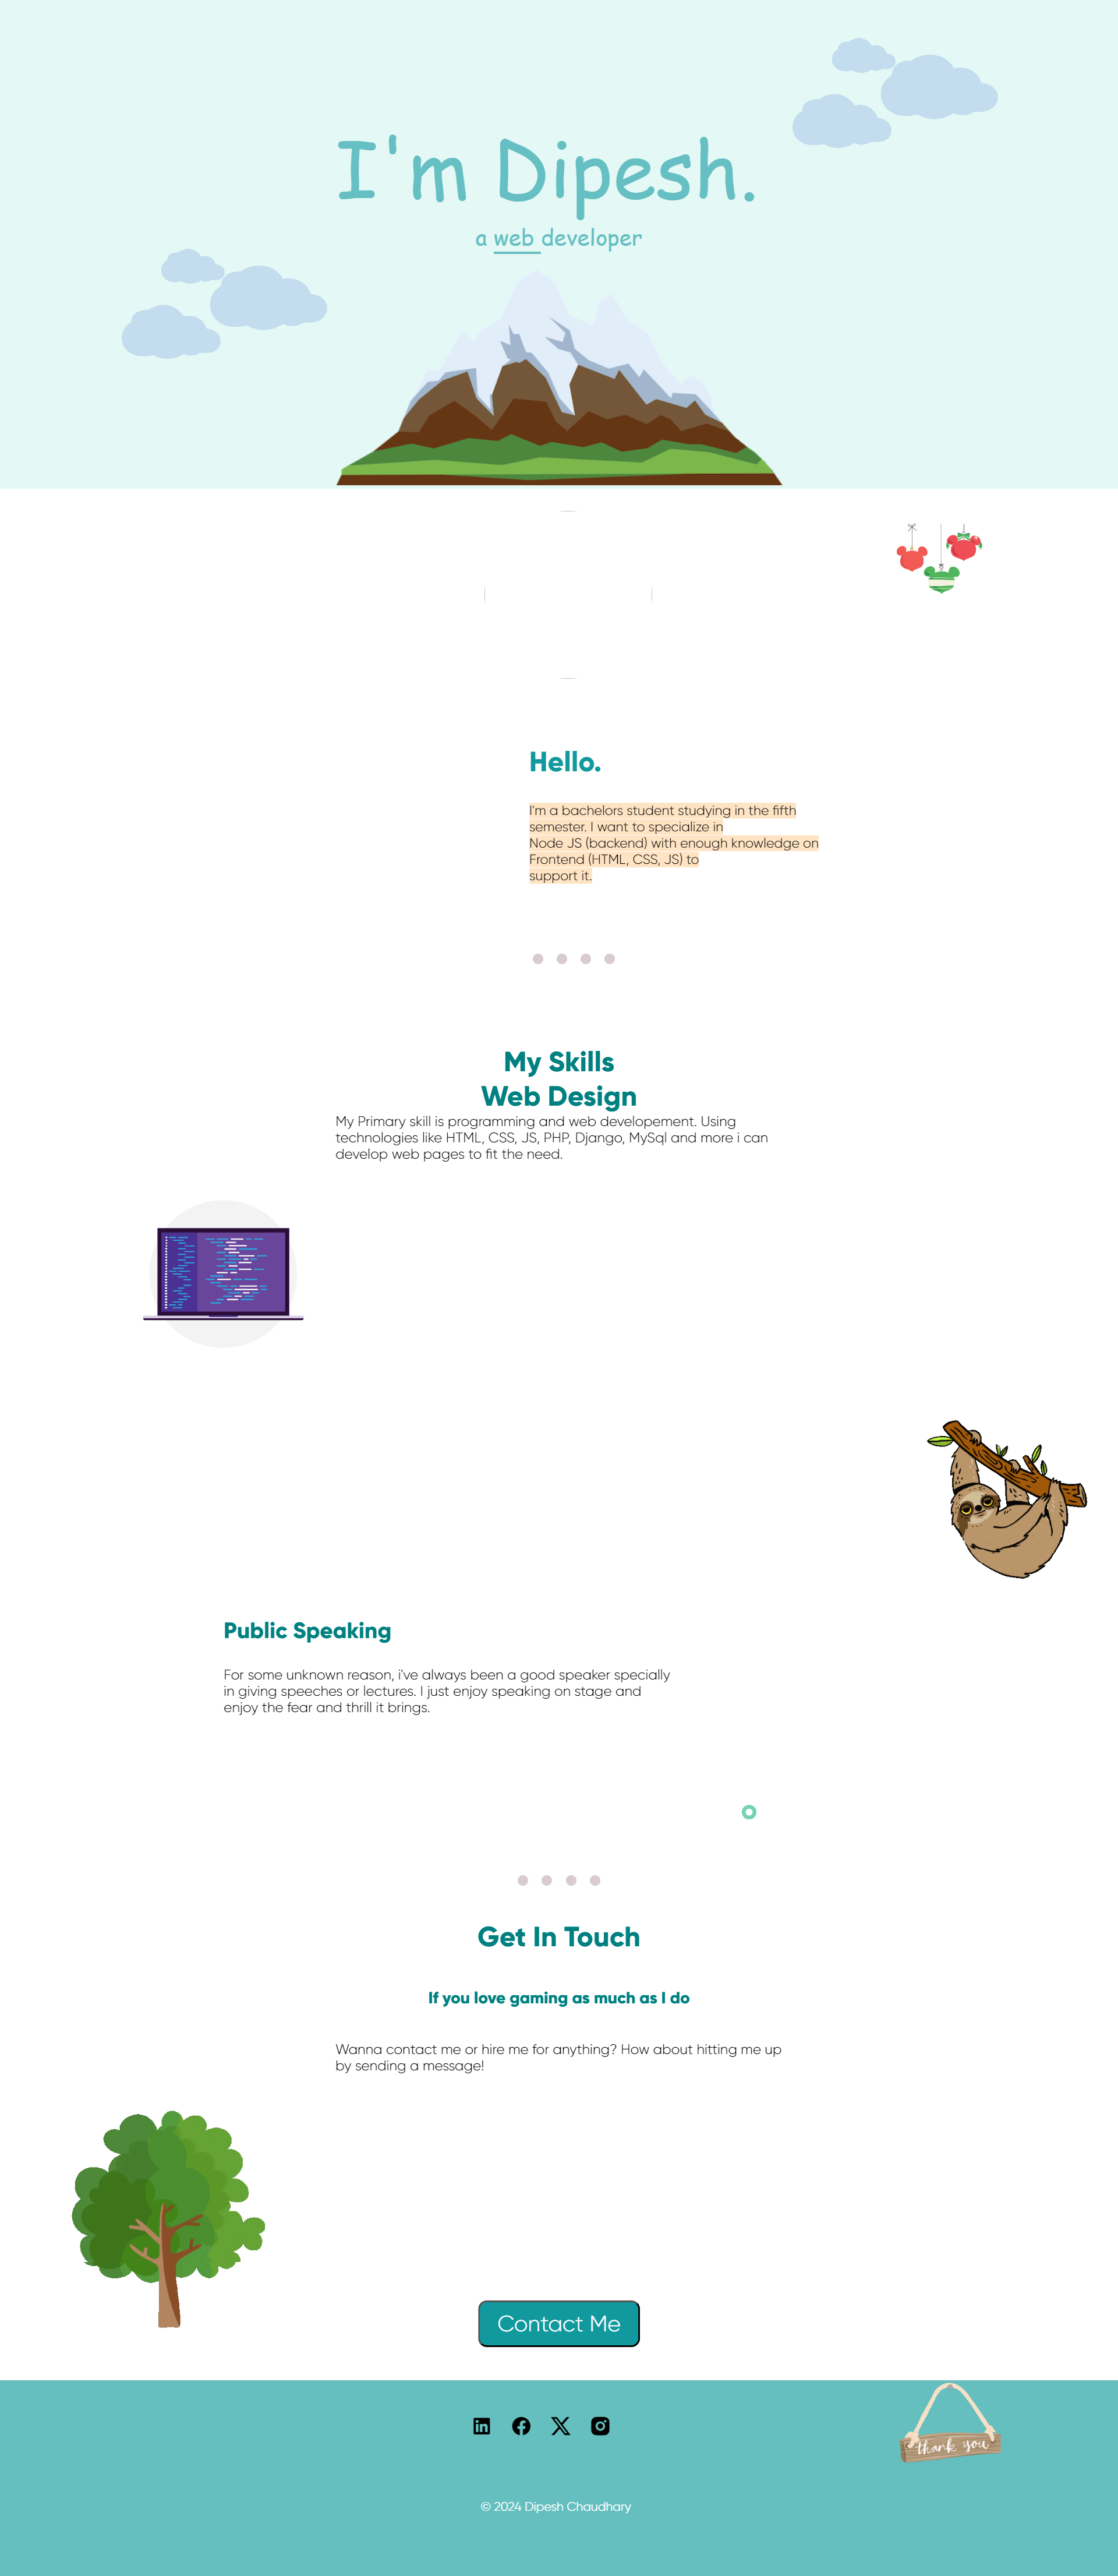 I'm Dipesh.
a web developer
Hello.
I'm a bachelors student studying in the fifth
semester. I want to specialize in
Node JS (backend) with enough knowledge on
Frontend (HTML, CSS, JS) to
support it.
My Skills
Web Design
My Primary skill is programming and web developement. Using
technologies like HTML, CSS, JS, PHP, Django, MySql and more i can
develop web pages to fit the need.
Public Speaking
For some unknown reason, i've always been a good speaker specially
in giving speeches or lectures. I just enjoy speaking on stage and
enjoy the fear and thrill it brings.
Get In Touch
If you love gaming as much as I do
Wanna contact me or hire me for anything? How about hitting me up
by sending a message!
Contact Me
thank you
© 2024 Dipesh Chaudhary